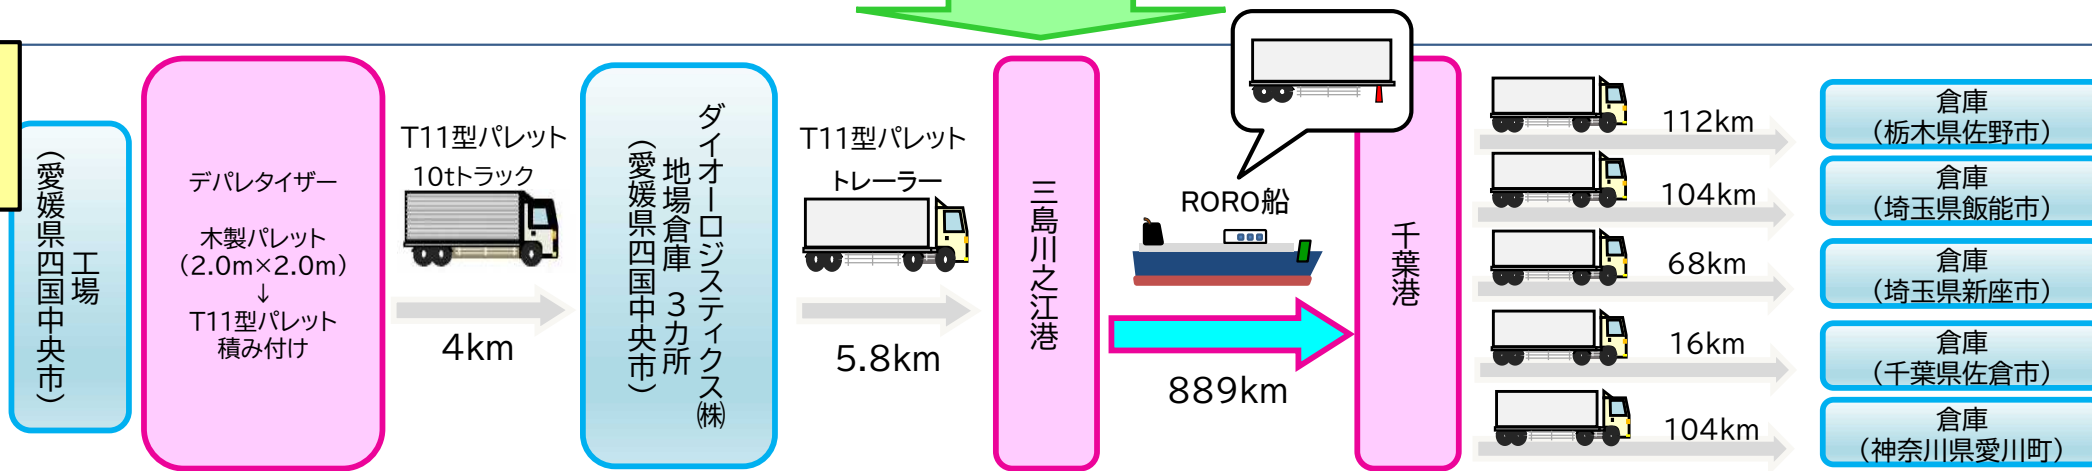 工場
（愛媛県四国中央市）
デパレタイザー
木製パレット
（2.0m×2.0m）
↓
T11型パレット
積み付け
T11型パレット
10tトラック
4km
ダイオーロジスティクス㈱
地場倉庫 3カ所
（愛媛県四国中央市）
T11型パレット
トレーラー
5.8km
三島川之江港
RORO船
889km
千葉港
112km
倉庫
（栃木県佐野市）
104km
倉庫
（埼玉県飯能市）
68km
倉庫
（埼玉県新座市）
16km
倉庫
（千葉県佐倉市）
104km
倉庫
（神奈川県愛川町）